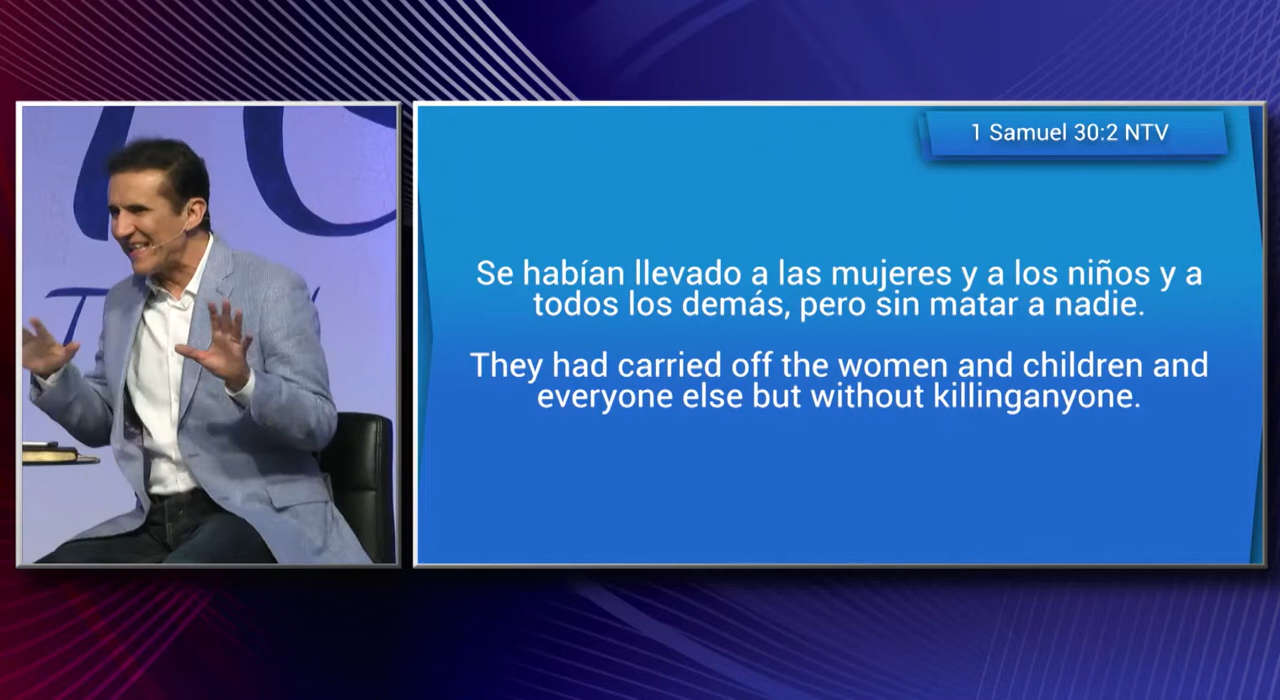 1 Samuel 30:2 NTV
Se habían llevado a las mujeres y a los niños y a
todos los demás, pero sin matar a nadie.
They had carried off the women and children and
everyone else but without killinganyone.